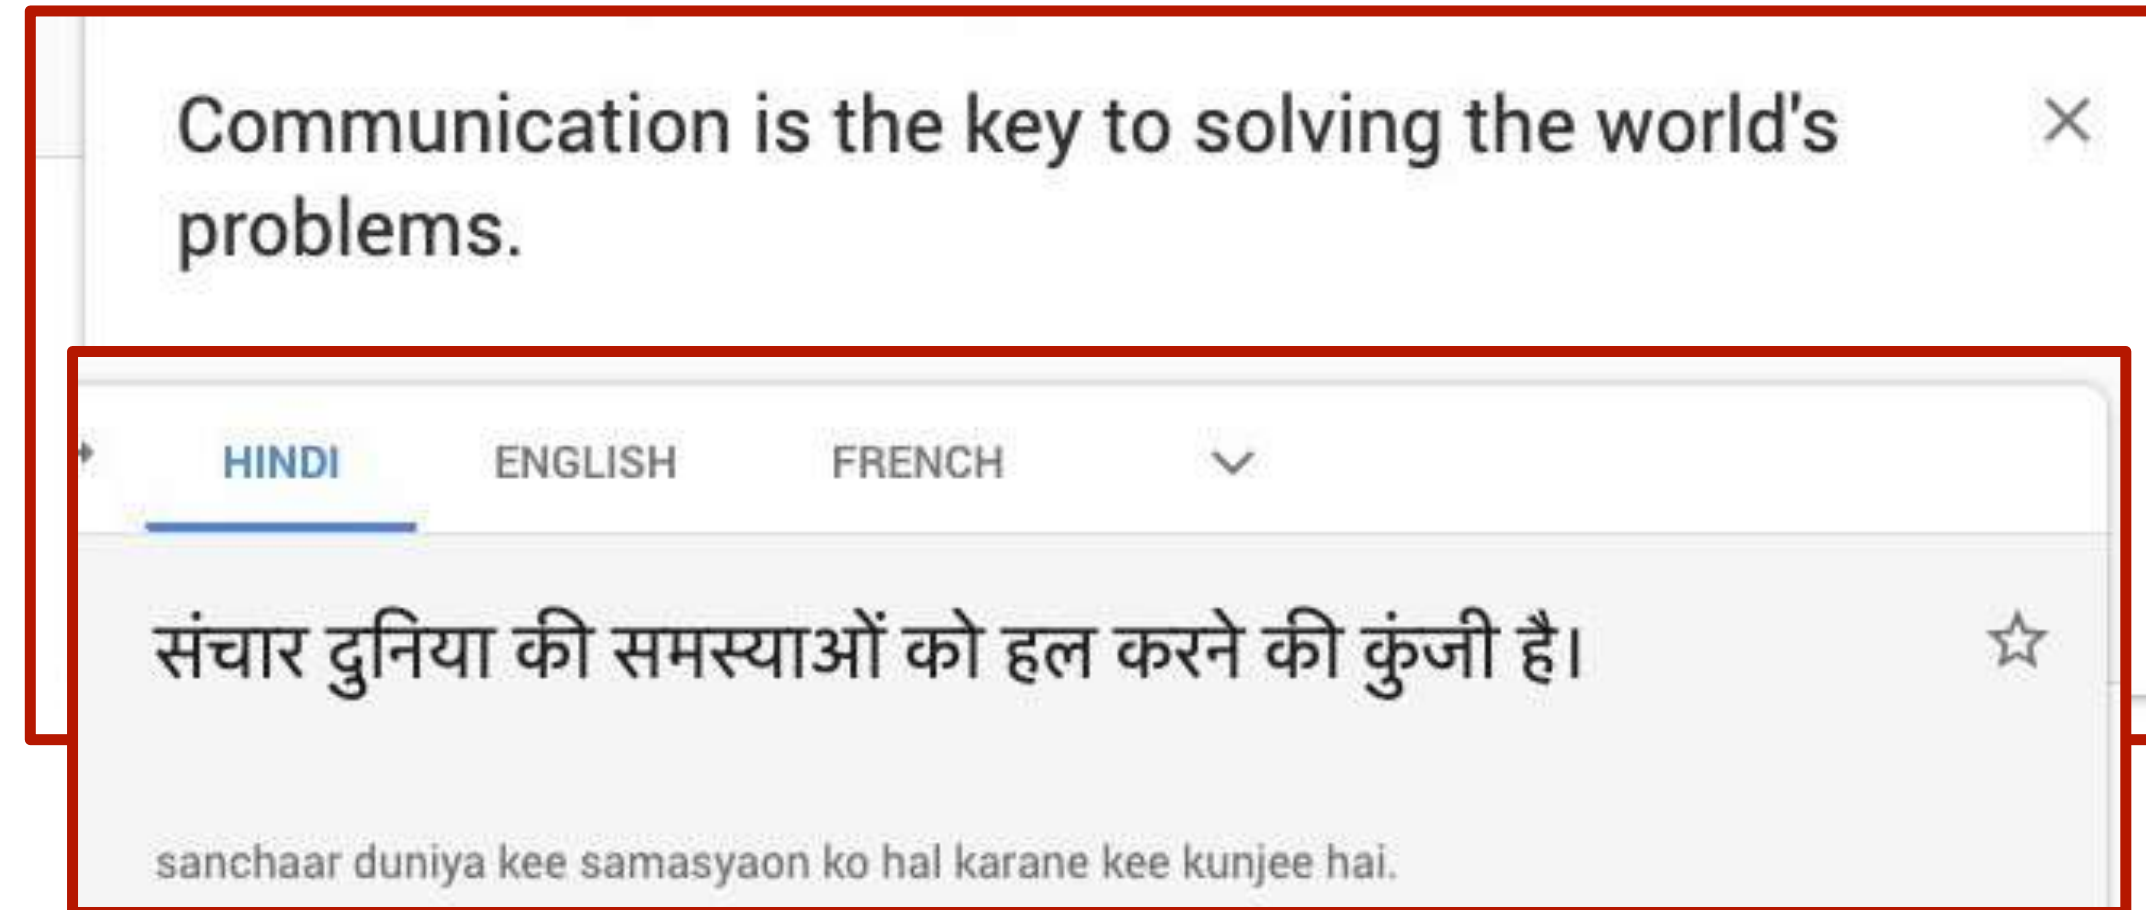 Communication is the key to solving the world's
problems.
HINDI ENGLISH FRENCH
संचार दुनिया की समस्याओं को हल करने की कुंजी है।
sanchaar duniya kee samasyaon ko hal karane kee kunjee hai.